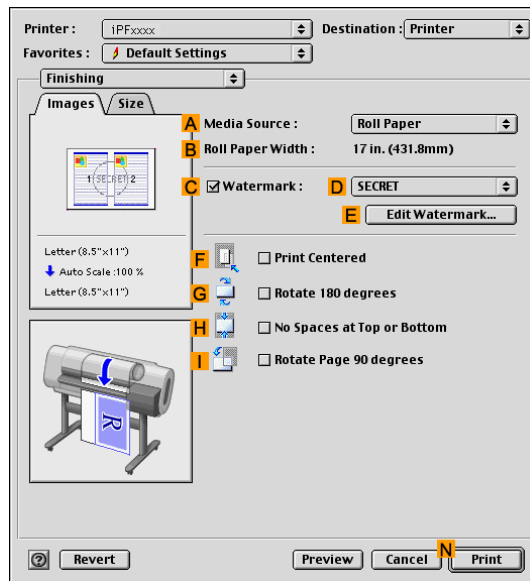 Printer : iPFxxxx Destination : Printer
Favorites : Default Settings
Finishing
Images Size
A Media Source : Roll Paper
B Roll Paper Width : 17 in. (431.8mm)
1 SECRET 2
C Watermark : D SECRET
E Edit Watermark...
Letter (8.5"x11")
Auto Scale :100 %
Letter (8.5"x11")
F Print Centered
G Rotate 180 degrees
H No Spaces at Top or Bottom
I Rotate Page 90 degrees
R
N
? Revert Preview Cancel Print